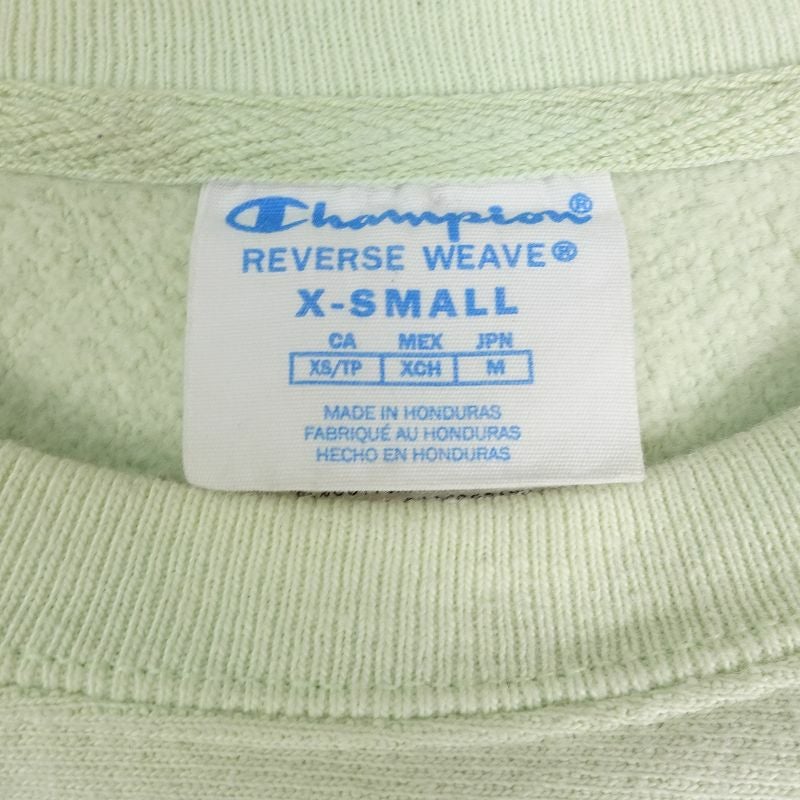 Champion®
REVERSE WEAVE®
X-SMALL
CA MEX JPN
XS/TP XCH M
MADE IN HONDURAS
FABRIQUÉ AU HONDURAS
HECHO EN HONDURAS